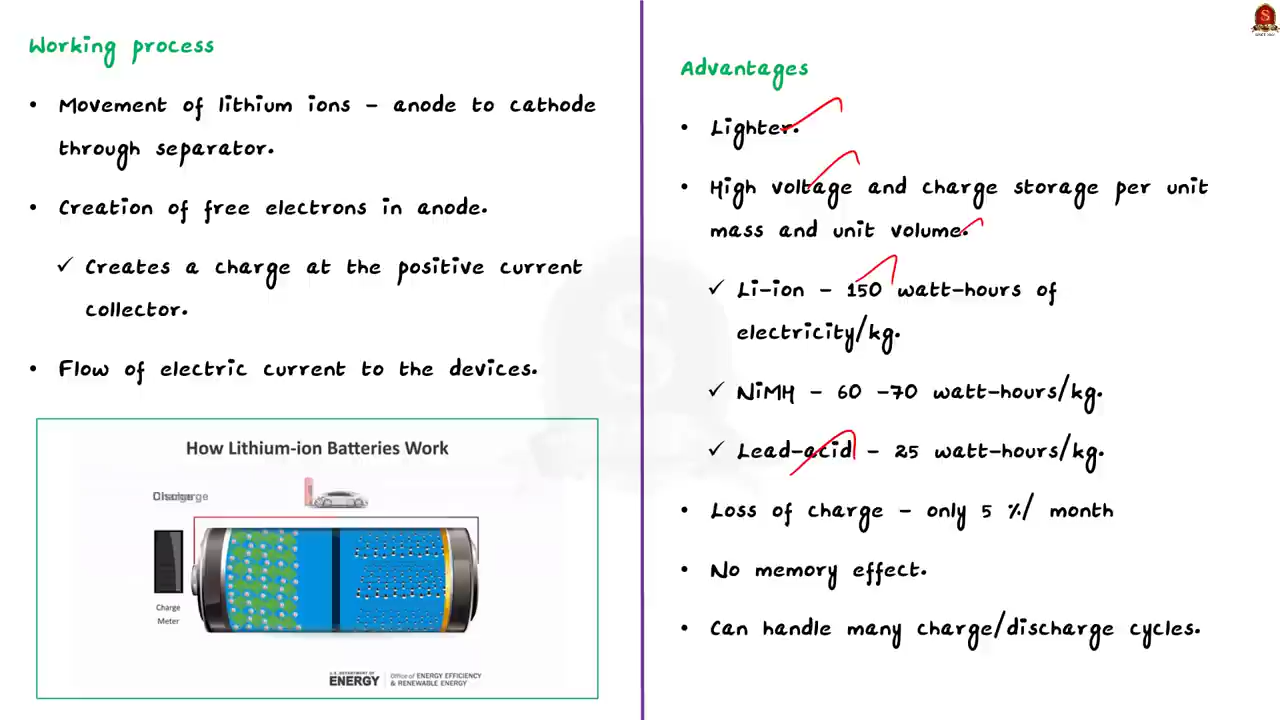 Working process
• Movement of lithium ions – anode to cathode
through separator.
• Creation of free electrons in anode.
✓ Creates a charge at the positive current
collector.
• Flow of electric current to the devices.
How Lithium-ion Batteries Work
Charge
Meter
U.S. DEPARTMENT OF
ENERGY
Office of ENERGY EFFICIENCY
& RENEWABLE ENERGY
Advantages
• Lighter.
• High voltage and charge storage per unit
mass and unit volume.
✓ Li-ion – 150 watt-hours of
electricity/kg.
✓ NiMH – 60 -70 watt-hours/kg.
✓ Lead-acid – 25 watt-hours/kg.
• Loss of charge – only 5 %/ month
• No memory effect.
• Can handle many charge/discharge cycles.
S